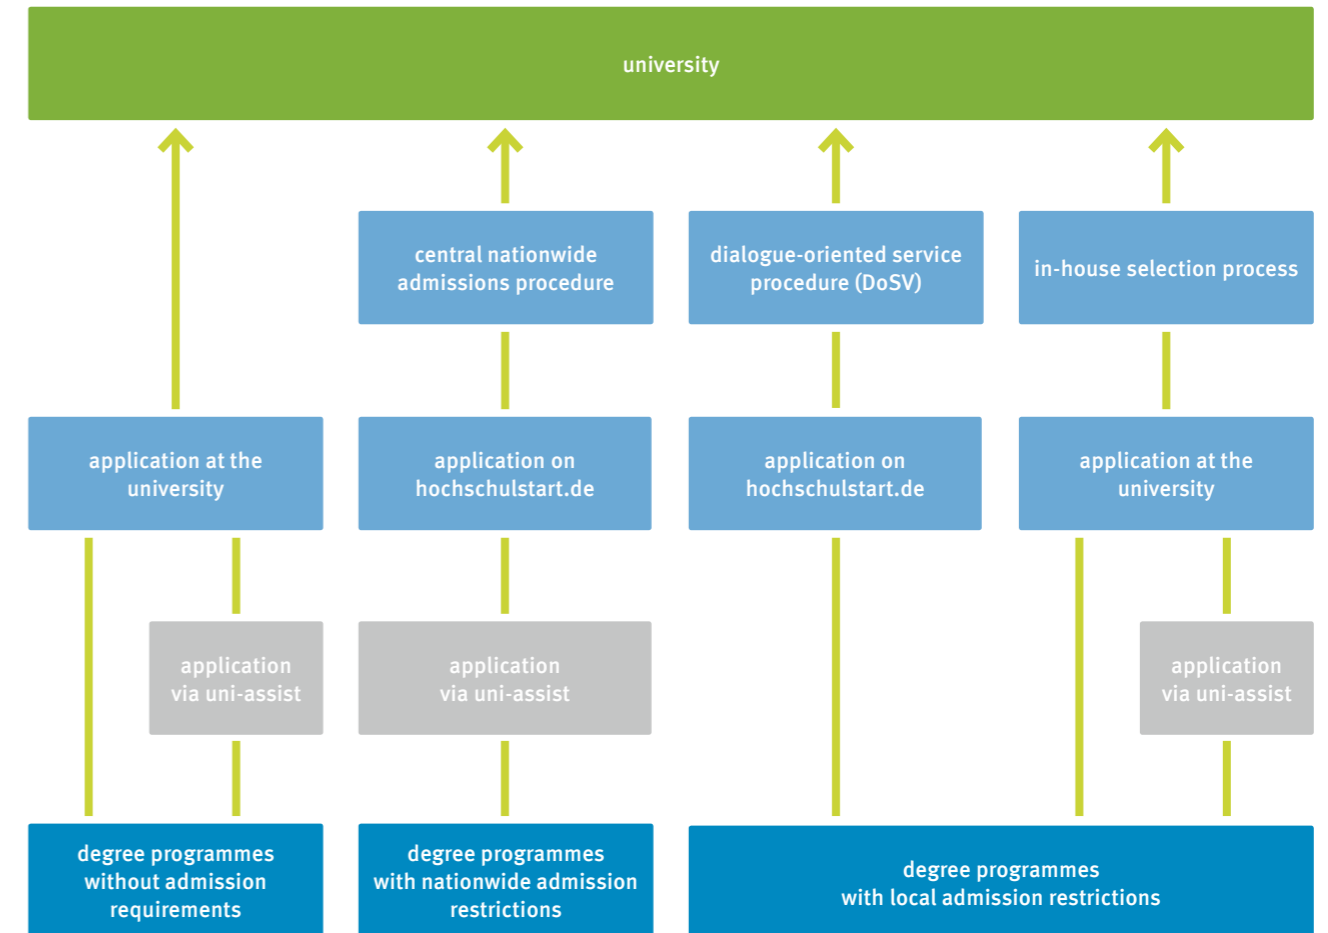 university
central nationwide
admissions procedure
dialogue-oriented service
procedure (DoSV)
in-house selection process
application at the
university
application on
hochschulstart.de
application on
hochschulstart.de
application at the
university
application
via uni-assist
application
via uni-assist
application
via uni-assist
degree programmes
without admission
requirements
degree programmes
with nationwide admission
restrictions
degree programmes
with local admission restrictions